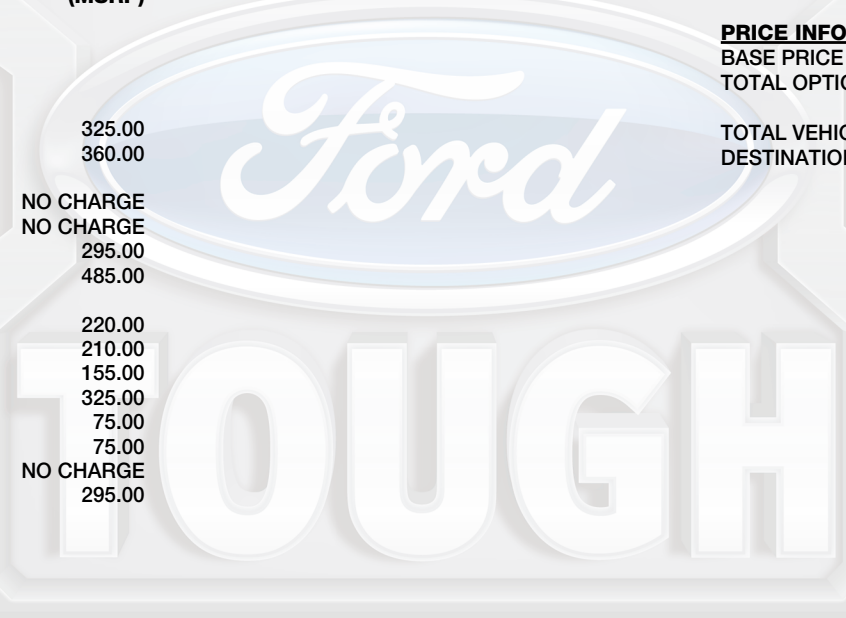 (MSRP)
325.00
360.00
NO CHARGE
NO CHARGE
295.00
485.00
220.00
210.00
155.00
325.00
75.00
75.00
NO CHARGE
295.00
PRICE INFO
BASE PRICE
TOTAL OPTIO
TOTAL VEHIC
DESTINATION
Ford
TOUGH